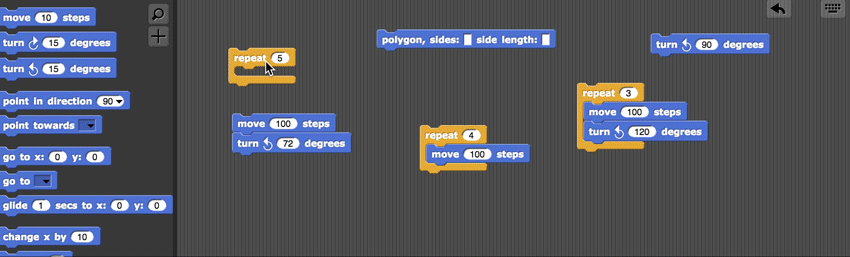 move 10 steps
turn 15 degrees
turn 15 degrees
point in direction 90
point towards
go to x: 0 y: 0
go to
glide 1 secs to x: 0 y: 0
change x by 10
repeat 5
move 100 steps
turn 72 degrees
polygon, sides: side length:
repeat 4
move 100 steps
turn 90 degrees
repeat 3
move 100 steps
turn 120 degrees